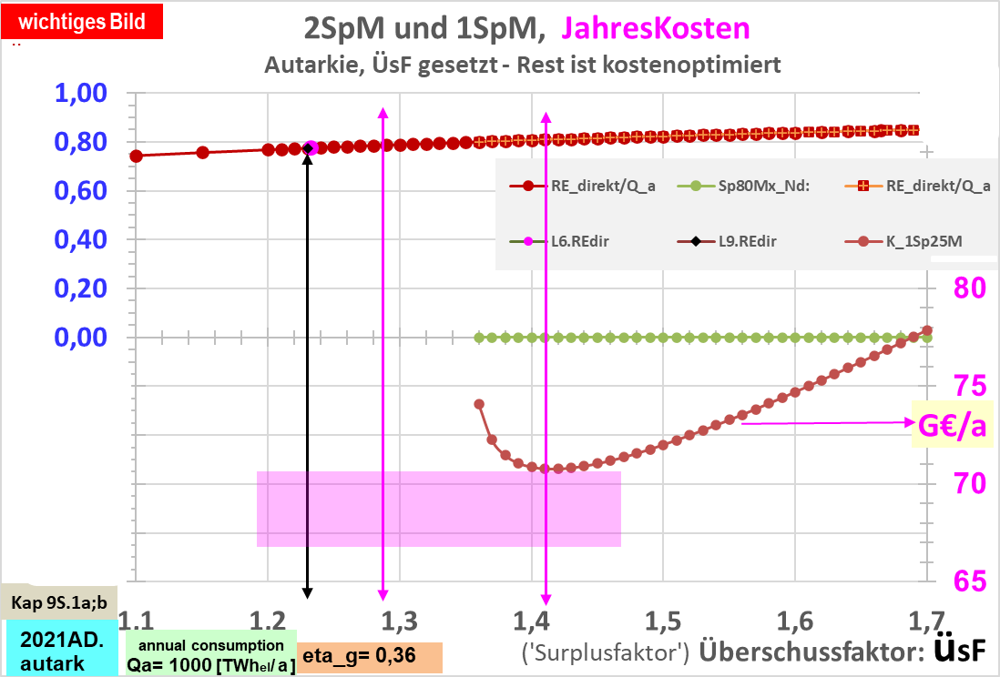 wichtiges Bild
2SpM und 1SpM, JahresKosten
Autarkie, ÜsF gesetzt - Rest ist kostenoptimiert
1,00
0,80
0,60
0,40
0,20
0,00
RE_direkt/Q_a
Sp80Mx_Nd:
RE_direkt/Q_a
L6.REdir
L9.REdir
K_1Sp25M
80
75
G€/a
70
65
Kap 9S.1a;b
1,1
1,2
1,3
1,4
1,5
1,6
1,7
2021AD.
autark
annual consumption
Qa= 1000 [TWhel/a]
eta_g= 0,36
('Surplusfaktor') Überschussfaktor: ÜsF